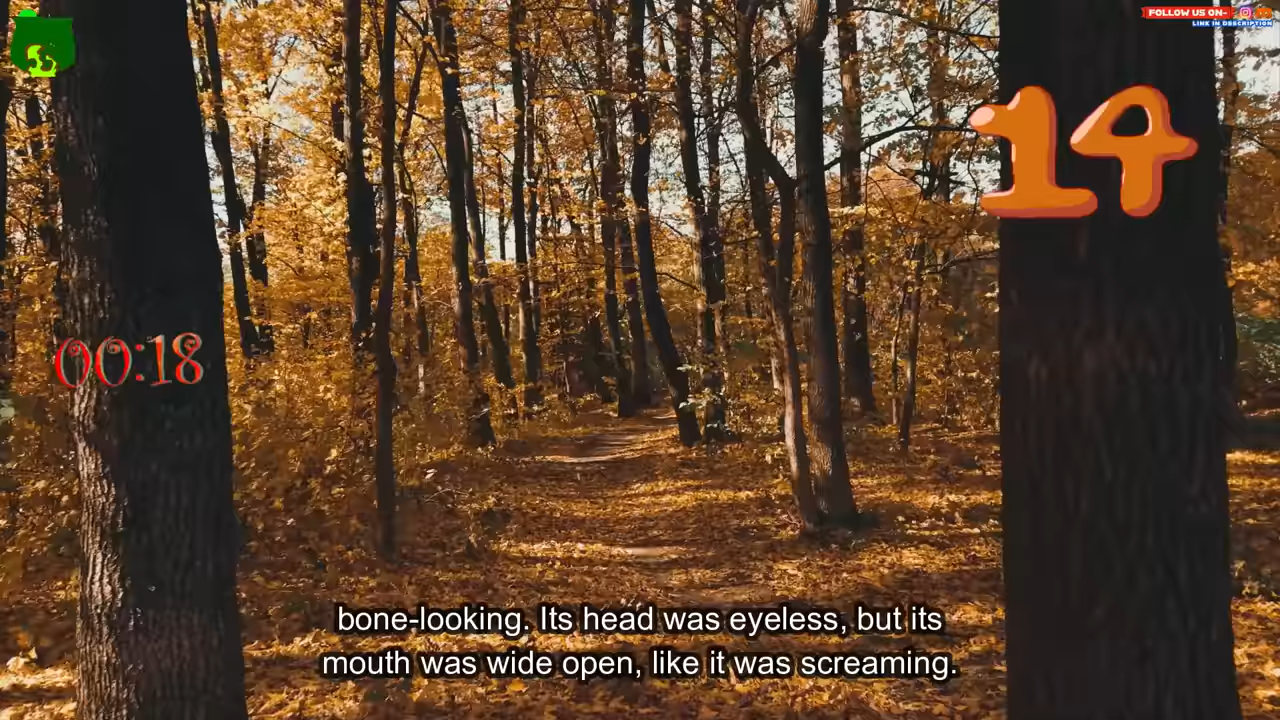 FOLLOW US ON-
LINK IN DESCRIPTION
14
00:18
bone-looking. Its head was eyeless, but its
mouth was wide open, like it was screaming.